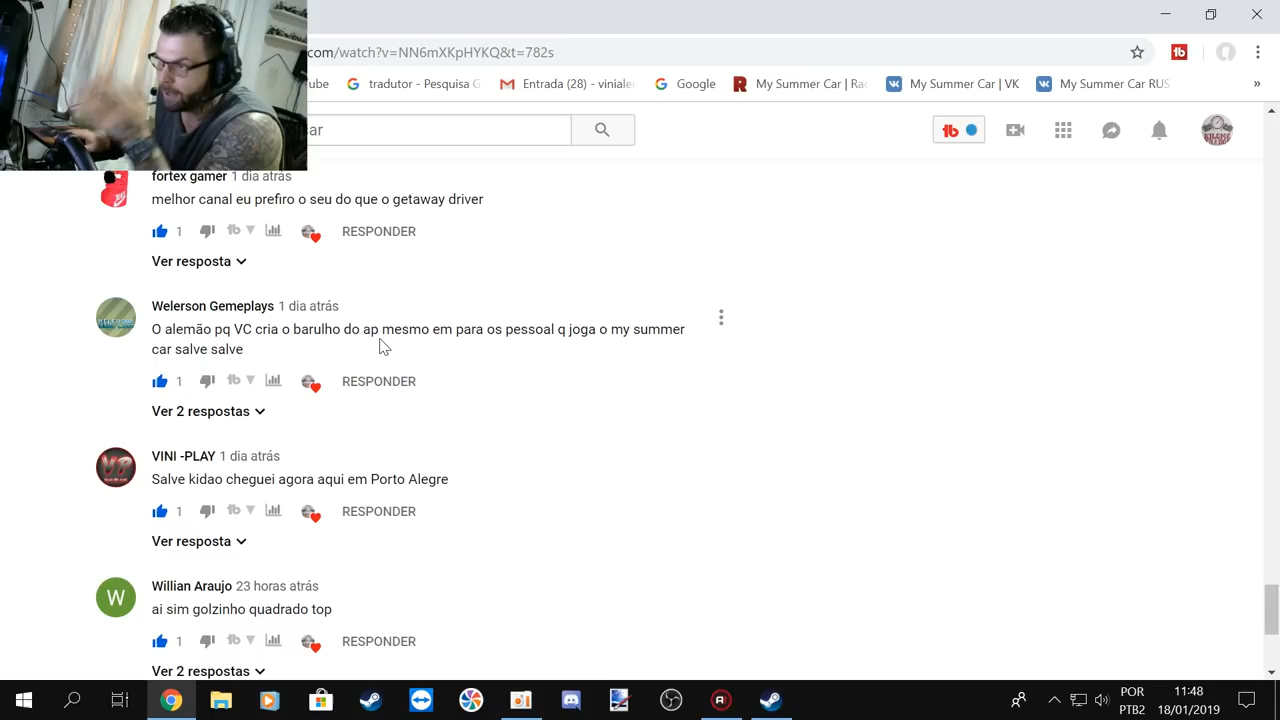 com/watch?v=NN6mXKpHYKQ&t=782s
tradutor - Pesquisa G
Entrada (28) - vinialer
Google
My Summer Car | Rac
My Summer Car | VK
My Summer Car RUS
»
ar
fortex gamer 1 dia atrás
melhor canal eu prefiro o seu do que o getaway driver
1 RESPONDER
Ver resposta
Welerson Gemeplays 1 dia atrás
O alemão pq VC cria o barulho do ap mesmo em para os pessoal q joga o my summer
car salve salve
1 RESPONDER
Ver 2 respostas
VINI -PLAY 1 dia atrás
Salve kidao cheguei agora aqui em Porto Alegre
1 RESPONDER
Ver resposta
W
Willian Araujo 23 horas atrás
ai sim golzinho quadrado top
1 RESPONDER
Ver 2 respostas
POR
PTB2
11:48
18/01/2019